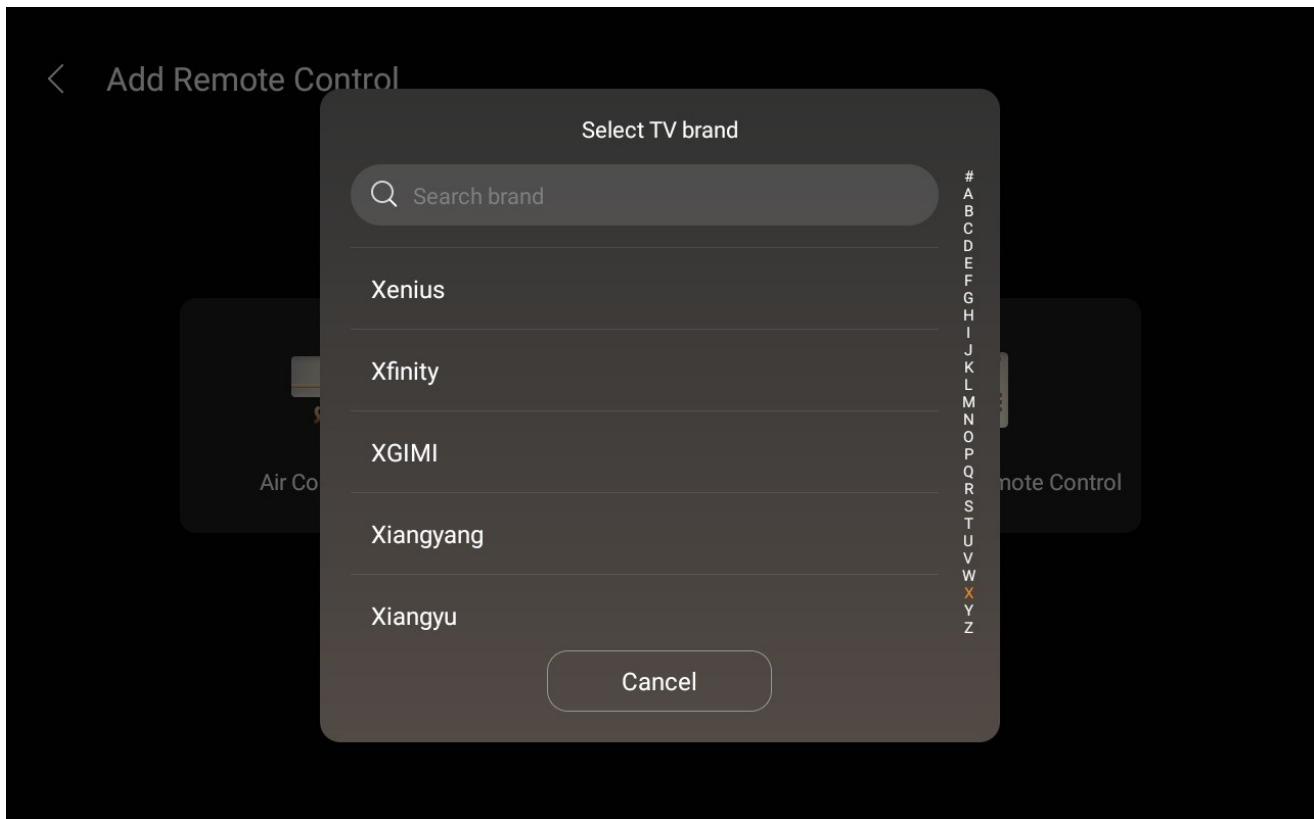 Add Remote Control
Select TV brand
Search brand
#
A
B
C
D
E
F
G
H
I
J
K
L
M
N
O
P
Q
R
S
T
U
V
W
X
Y
Z
Xenius
Xfinity
XGIMI
Xiangyang
Xiangyu
Air Co
mote Control
Cancel